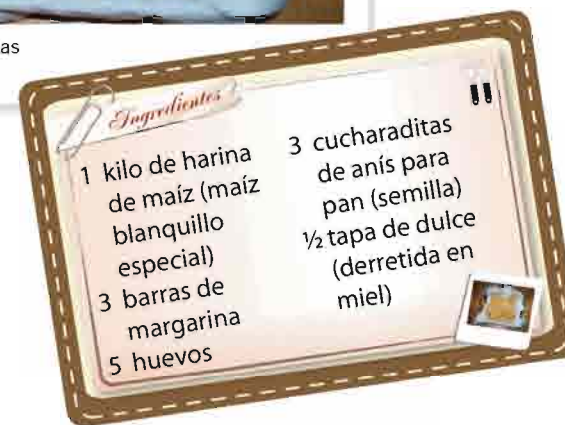 as
Ingredientes
1 kilo de harina
de maíz (maíz
blanquillo
especial)
3 barras de
margarina
5 huevos
3 cucharaditas
de anís para
pan (semilla)
½ tapa de dulce
(derretida en
miel)